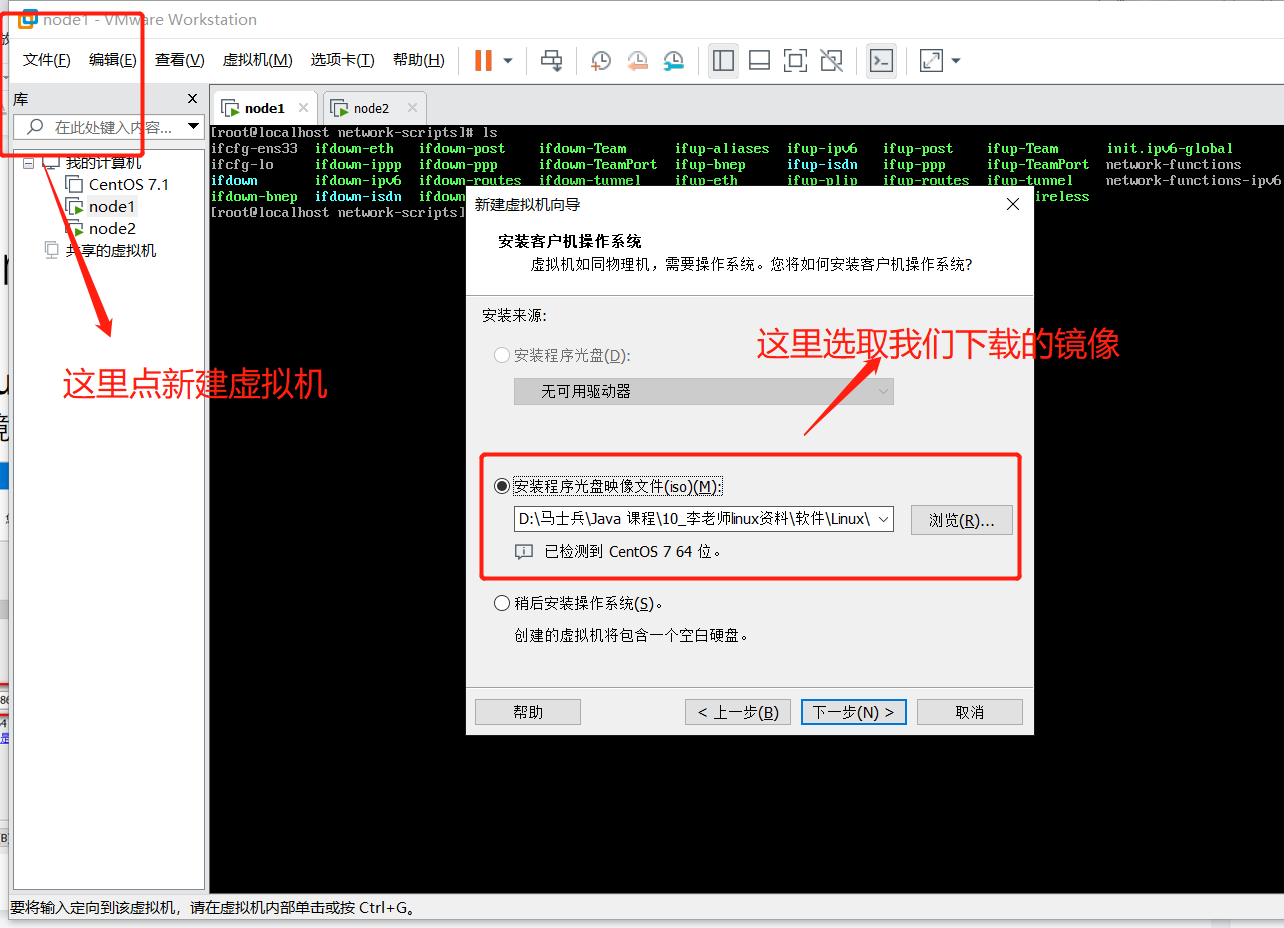 node1 - VMware Workstation
文件(F) 编辑(E) 查看(V) 虚拟机(M) 选项卡(T) 帮助(H)
库
在此处键入内容...
我的计算机
CentOS 7.1
node1
node2
共享的虚拟机
这里点新建虚拟机
node1 node2
[root@localhost network-scripts]# ls
ifcfg-ens33 ifdown-eth ifdown-post ifdown-Team ifup-aliases ifup-ipv6 ifup-post ifup-Team init.ipv6-global
ifcfg-lo ifdown-ippp ifdown-ppp ifdown-TeamPort ifup-bnep ifup-isdn ifup-ppp ifup-TeamPort network-functions
ifdown ifdown-ipv6 ifdown-routes ifdown-tunnel ifup-eth ifup-plip ifup-routes ifup-tunnel network-functions-ipv6
ifdown-bnep ifdown-isdn ifdown ireless
[root@localhost network-scripts]
新建虚拟机向导
安装客户机操作系统
虚拟机如同物理机，需要操作系统。您将如何安装客户机操作系统?
安装来源:
安装程序光盘(D):
无可用驱动器
这里选取我们下载的镜像
安装程序光盘映像文件(iso)(M):
D:\马士兵\Java 课程\10_李老师linux资料\软件\Linux\
浏览(R)...
已检测到 CentOS 7 64 位。
稍后安装操作系统(S)。
创建的虚拟机将包含一个空白硬盘。
帮助 < 上一步(B) 下一步(N) > 取消
要将输入定向到该虚拟机，请在虚拟机内部单击或按 Ctrl+G。